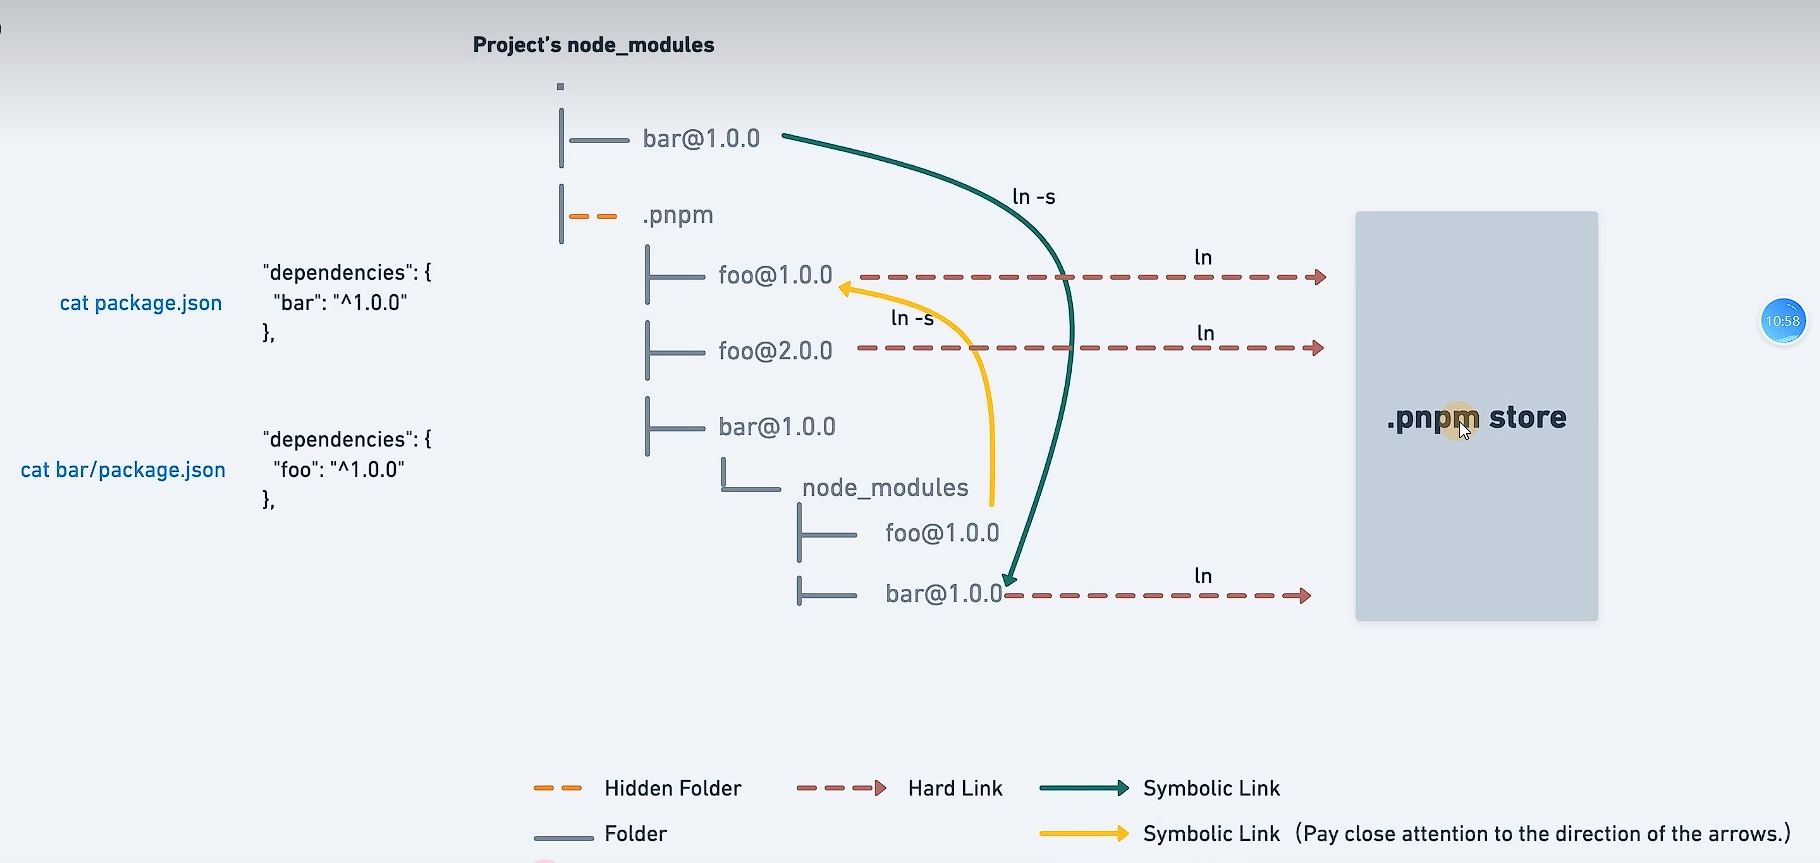 Project's node_modules
.
bar@1.0.0
ln -s
.pnpm
foo@1.0.0
ln
ln -s
foo@2.0.0
ln
bar@1.0.0
node_modules
foo@1.0.0
bar@1.0.0
ln
cat package.json
"dependencies": {
"bar": "^1.0.0"
},
cat bar/package.json
"dependencies": {
"foo": "^1.0.0"
},
.pnpm store
10:58
Hidden Folder
Hard Link
Symbolic Link
Folder
Symbolic Link (Pay close attention to the direction of the arrows.)